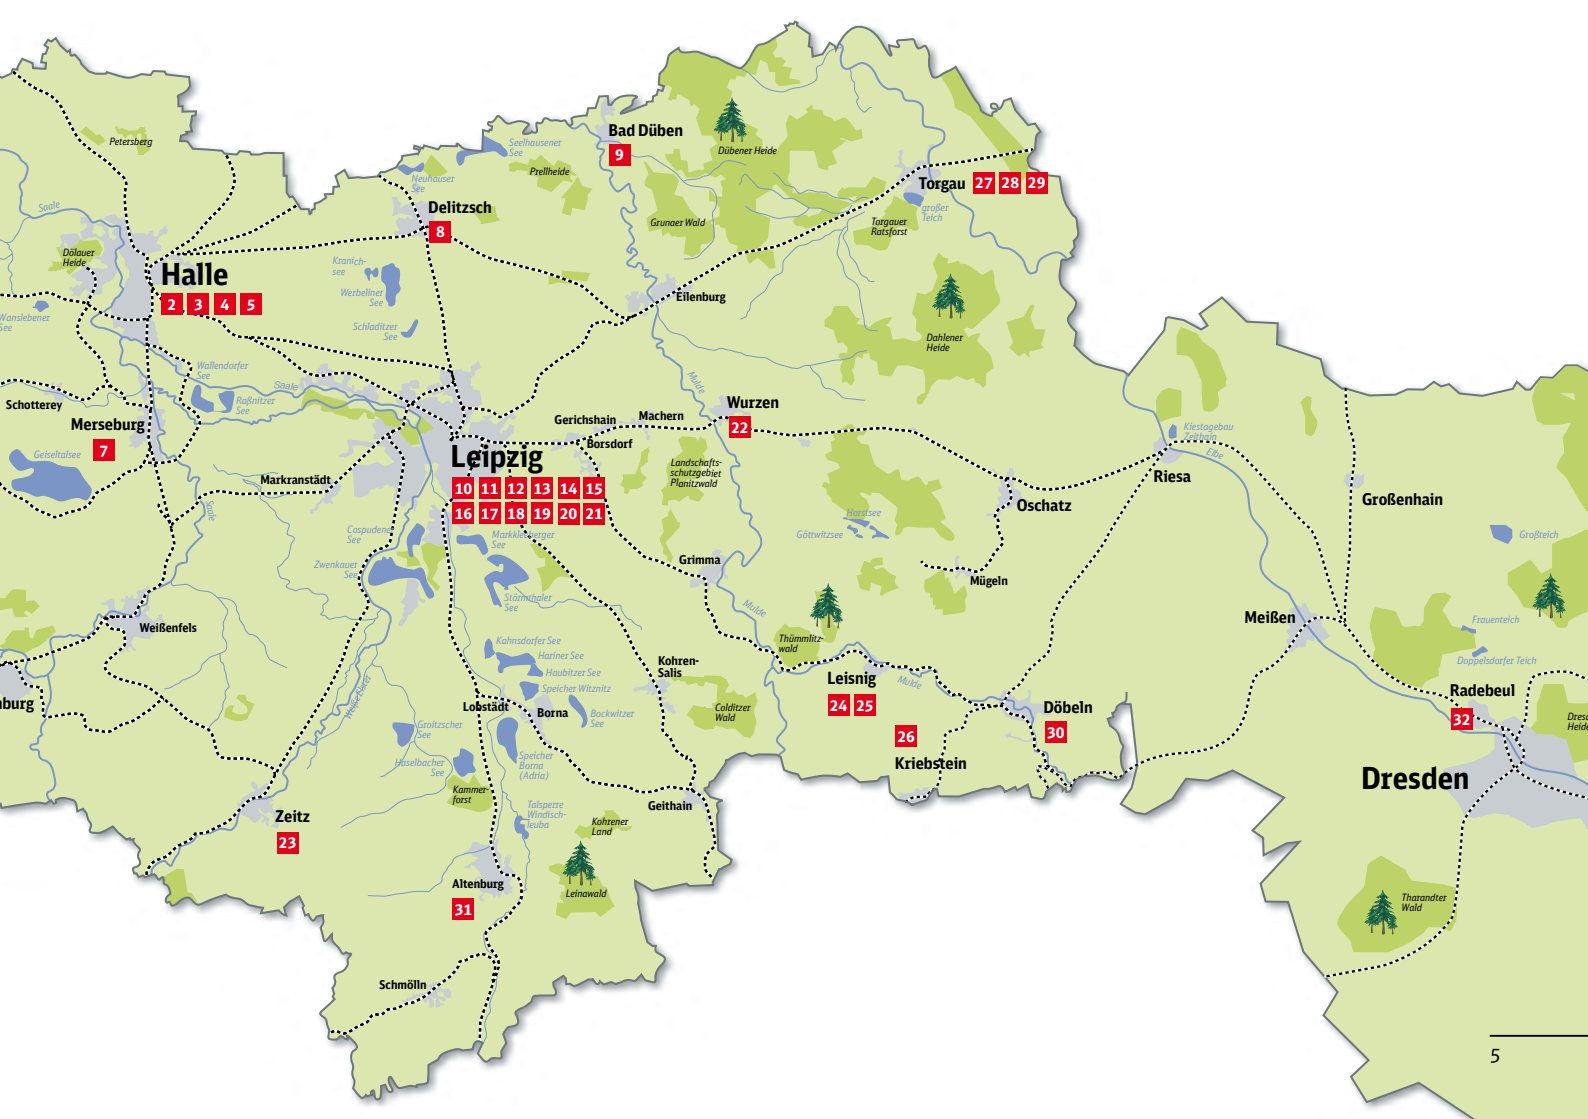 Petersberg
Saale
Dölauer
Heide
Halle
2 3 4 5
Wanslebener
See
Schotterey
Merseburg
7
Geiseltalsee
Wallendorfer
See
Raßnitzer
See
Saale
Saale
Neuhauser
See
Seelhausener
See
Prellheide
Delitzsch
8
Kranich-
see
Werbeliner
See
Schladitzer
See
Bad Düben
9
Dübener Heide
Grunaer Wald
Torgau 27 28 29
großer
Teich
Torgauer
Ratsforst
Eilenburg
Dahlener
Heide
Mulde
Wurzen
22
Gerichshain
Machern
Borsdorf
Leipzig
10 11 12 13 14 15
16 17 18 19 20 21
Markranstädt
Landschafts-
schutzgebiet
Planitzwald
Cospudener
See
Markkleeberger
See
Zwenkauer
See
Störmthaler
See
Grimma
Mulde
Göttwitzsee
Horstsee
Oschatz
Mügeln
Riesa
Kiestagebau
Zeithain
Elbe
Großenhain
Großteich
Meißen
Frauenteich
Doppelsdorfer Teich
Radebeul
32
Dresden
Thümmlitz-
wald
Leisnig
24 25
Mulde
26
Kriebstein
Döbeln
30
Weißenfels
Weiße Elster
Kahnsdorfer See
Hainer See
Haubitzer See
Speicher Witznitz
Bockwitzer
See
Lobstädt
Borna
Kohren-
Salis
Colditzer
Wald
Groitzscher
See
Haselbacher
See
Speicher
Borna
(Adria)
Kammer-
forst
Talsperre
Windisch-
leuba
Geithain
Kohrener
Land
Leinawald
Zeitz
23
Altenburg
31
Schmölln
Tharandter
Wald
5